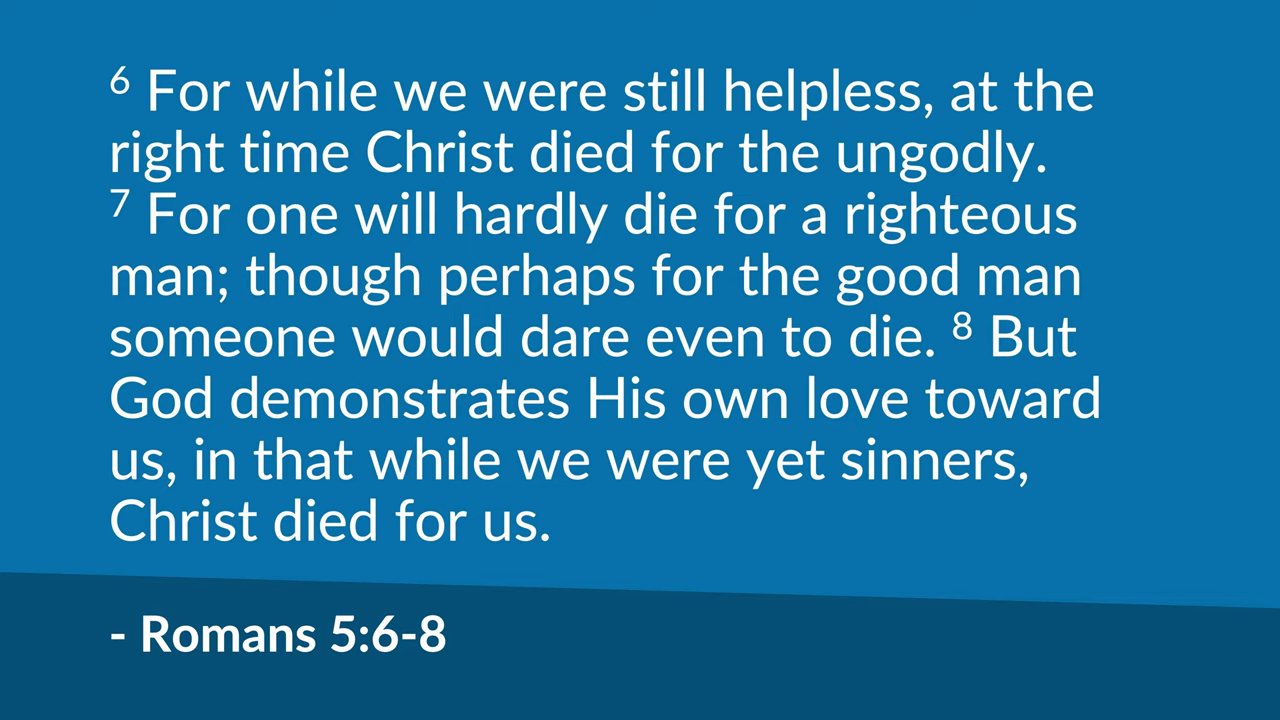 ⁶ For while we were still helpless, at the
right time Christ died for the ungodly.
⁷ For one will hardly die for a righteous
man; though perhaps for the good man
someone would dare even to die. ⁸ But
God demonstrates His own love toward
us, in that while we were yet sinners,
Christ died for us.
- Romans 5:6-8